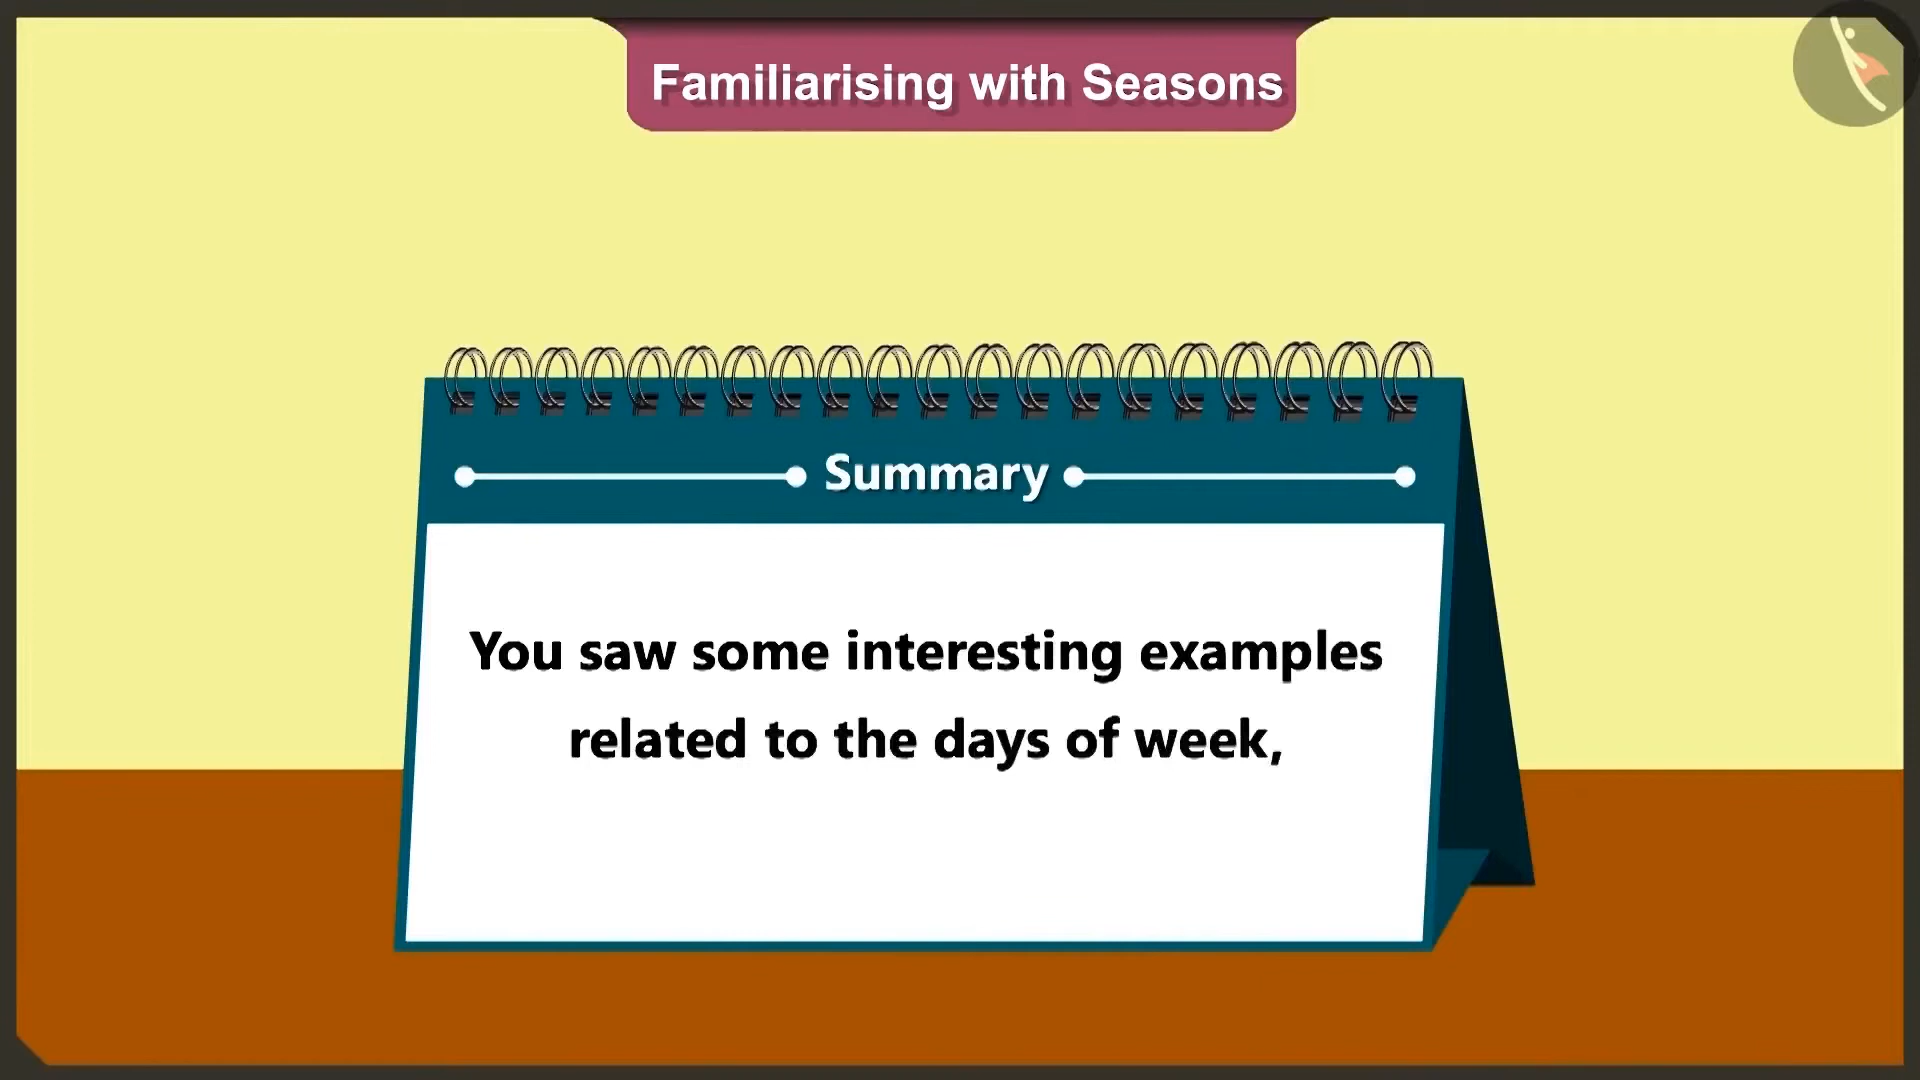 Familiarising with Seasons
Summary
You saw some interesting examples
related to the days of week,